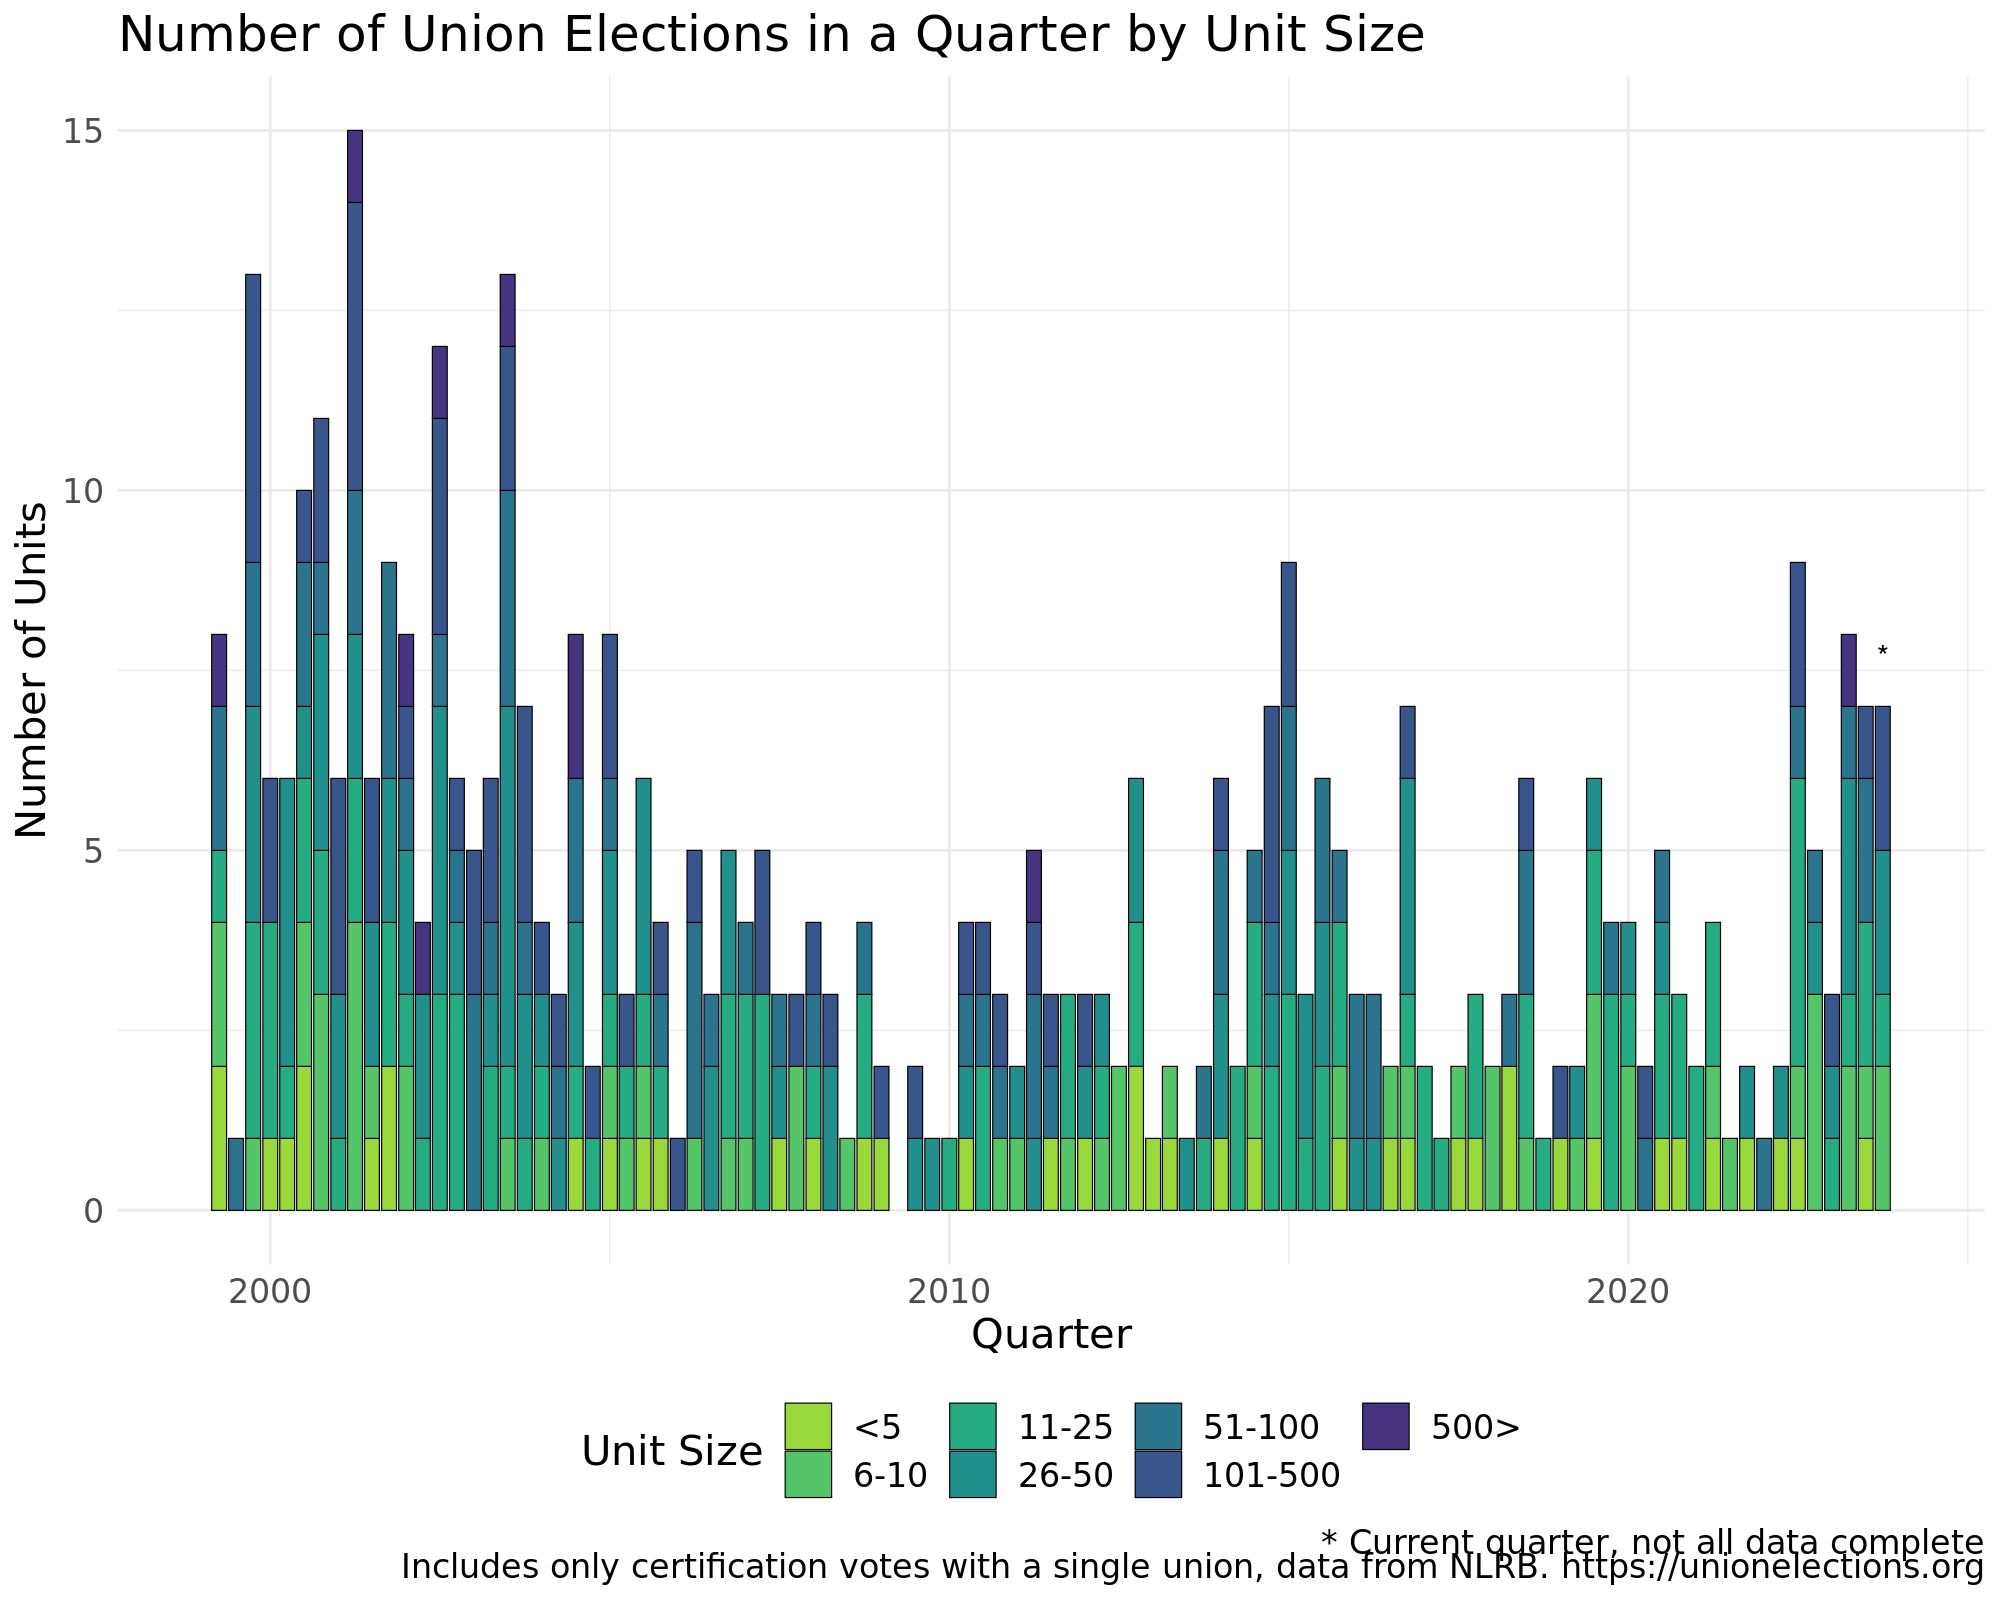 Number of Union Elections in a Quarter by Unit Size
Number of Units
15
10
5
0
*
2000 2010 2020
Quarter
Unit Size
<5 11-25 51-100 500>
6-10 26-50 101-500
* Current quarter, not all data complete
Includes only certification votes with a single union, data from NLRB. https://unionelections.org